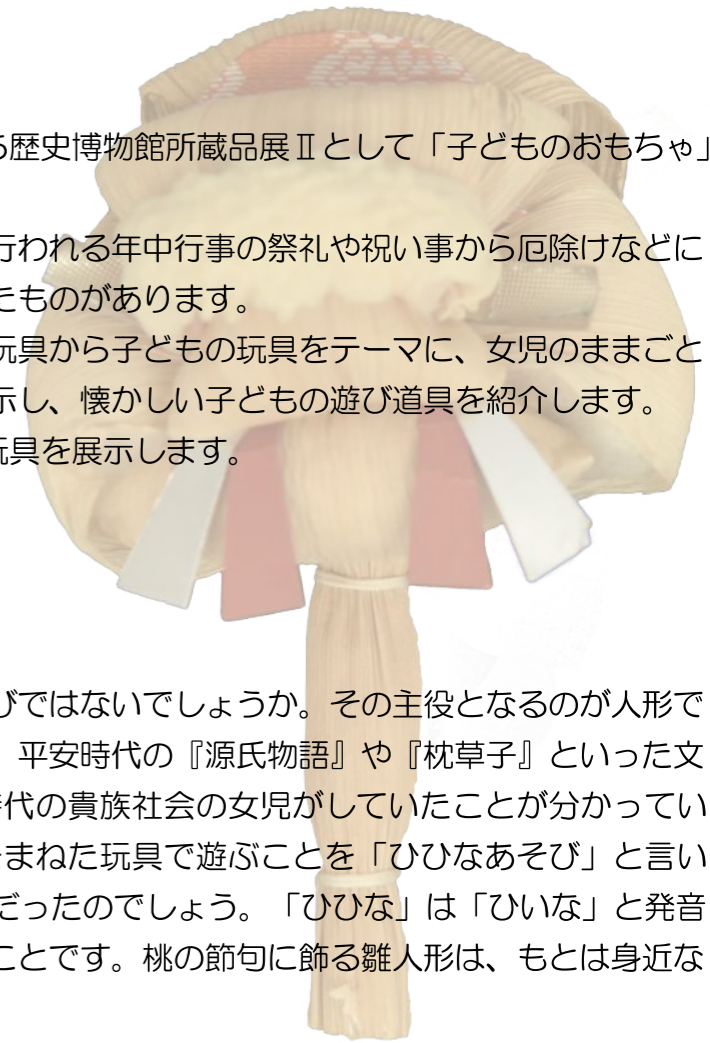 る歴史博物館所蔵品展Ⅱとして「子どものおもちゃ」
行われる年中行事の祭礼や祝い事から厄除けなどに
たものがあります。
玩具から子どもの玩具をテーマに、女児のままごと
示し、懐かしい子どもの遊び道具を紹介します。
玩具を展示します。
びではないでしょうか。その主役となるのが人形で
平安時代の『源氏物語』や『枕草子』といった文
時代の貴族社会の女児がしていたことが分かってい
まねた玩具で遊ぶことを「ひひなあそび」と言い
だったのでしょう。「ひひな」は「ひいな」と発音
ことです。桃の節句に飾る雛人形は、もとは身近な